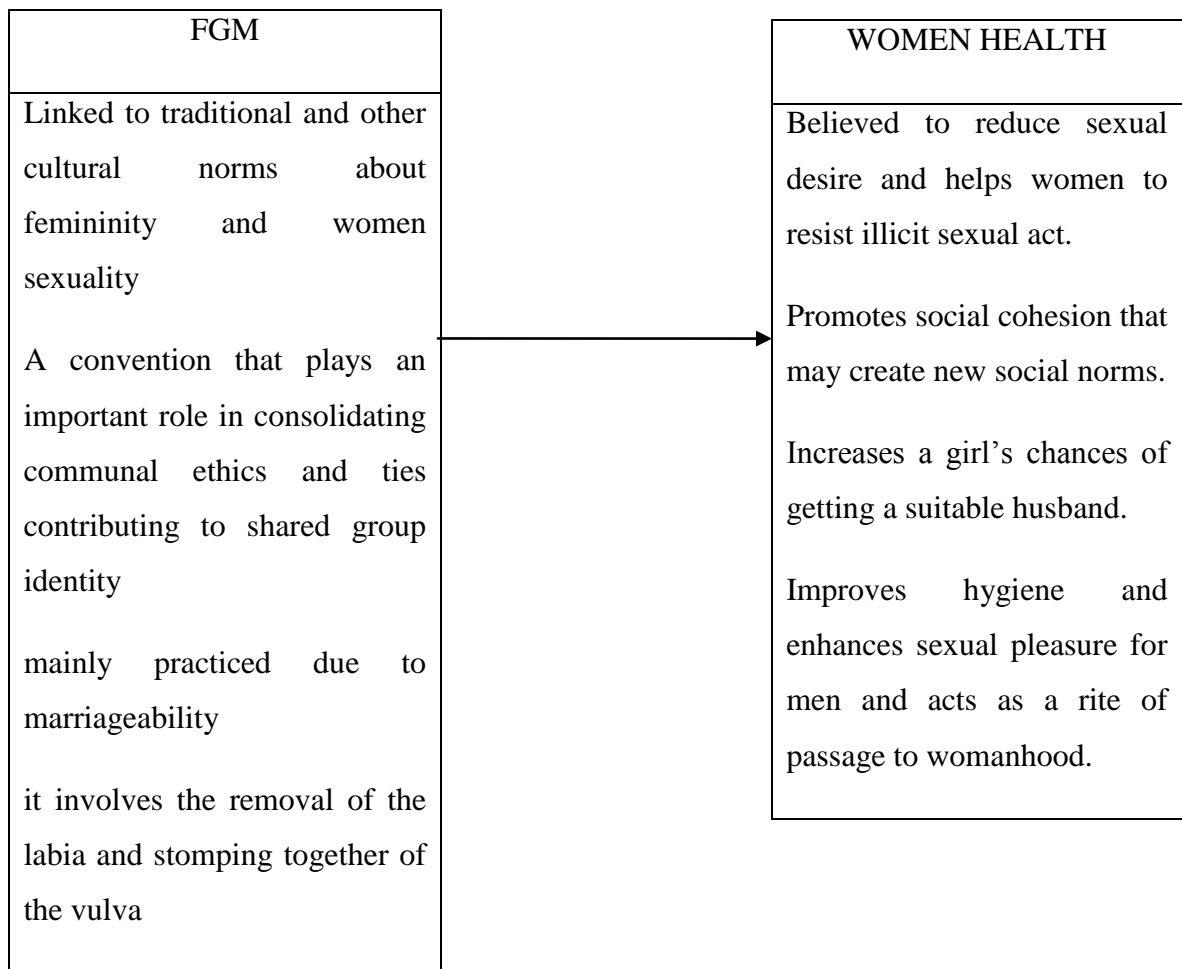 FGM
Linked to traditional and other
cultural norms about
femininity and women
sexuality
A convention that plays an
important role in consolidating
communal ethics and ties
contributing to shared group
identity
mainly practiced due to
marriageability
it involves the removal of the
labia and stomping together of
the vulva
WOMEN HEALTH
Believed to reduce sexual
desire and helps women to
resist illicit sexual act.
Promotes social cohesion that
may create new social norms.
Increases a girl’s chances of
getting a suitable husband.
Improves hygiene and
enhances sexual pleasure for
men and acts as a rite of
passage to womanhood.